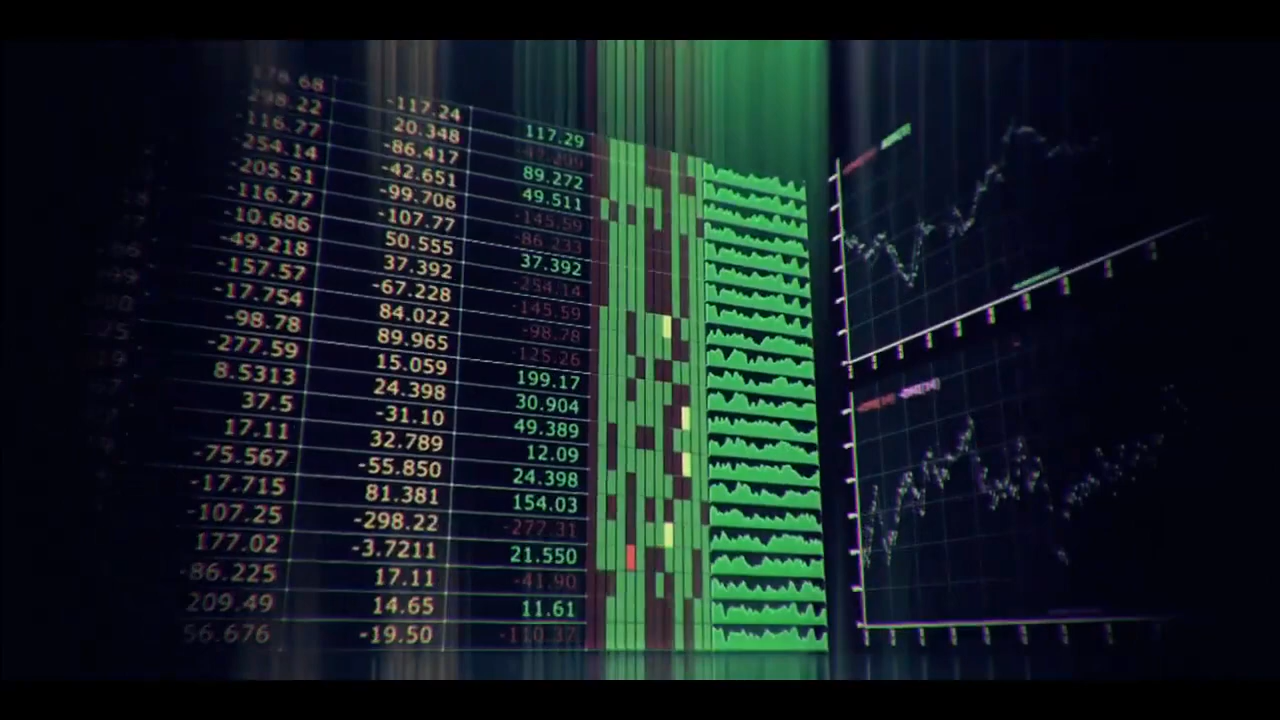 178.68 -117.24 117.29
-298.22 20.348
-116.77 -86.417 89.272
-254.14 -42.651 49.511
-205.51 -99.706 -145.59
-116.77 -107.77 -86.233
-10.686 50.555 37.392
-49.218 37.392 -254.14
-157.57 -67.228 -145.59
-17.754 84.022 -98.78
-98.78 89.965 -125.26
-277.59 15.059 199.17
8.5313 24.398 30.904
37.5 -31.10 49.389
17.11 32.789 12.09
-75.567 -55.850 24.398
-17.715 81.381 154.03
-107.25 -298.22 -277.31
177.02 -3.7211 21.550
-86.225 17.11 -41.90
209.49 14.65 11.61
56.676 -19.50 -110.37